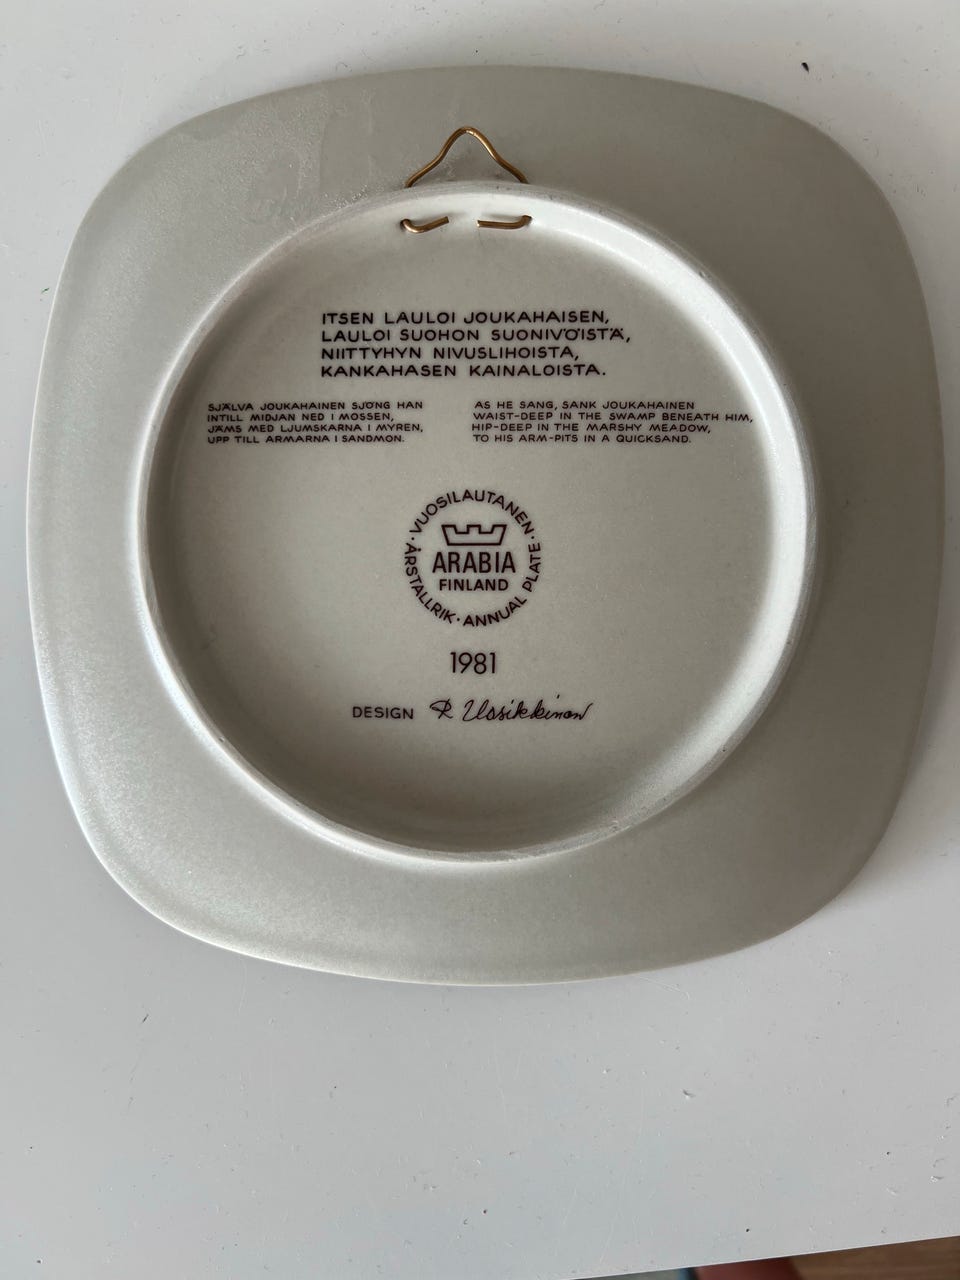 ITSEN LAULOI JOUKAHAISEN,
LAULOI SUOHON SUONIVÖISTÄ,
NIITTYHYN NIVUSLIHOISTA,
KANKAHASEN KAINALOISTA.
SJÄLVA JOUKAHAINEN SJÖNG HAN
INTILL MIDJAN NED I MOSSEN,
JÄMS MED LJUMSKARNA I MYREN,
UPP TILL ARMARNA I SANDMON.
AS HE SANG, SANK JOUKAHAINEN
WAIST-DEEP IN THE SWAMP BENEATH HIM,
HIP-DEEP IN THE MARSHY MEADOW,
TO HIS ARM-PITS IN A QUICKSAND.
· VUOSILAUTANEN ·
ARABIA
FINLAND
ÅRSTALLRIK · ANNUAL PLATE ·
1981
DESIGN R Uosikkinen